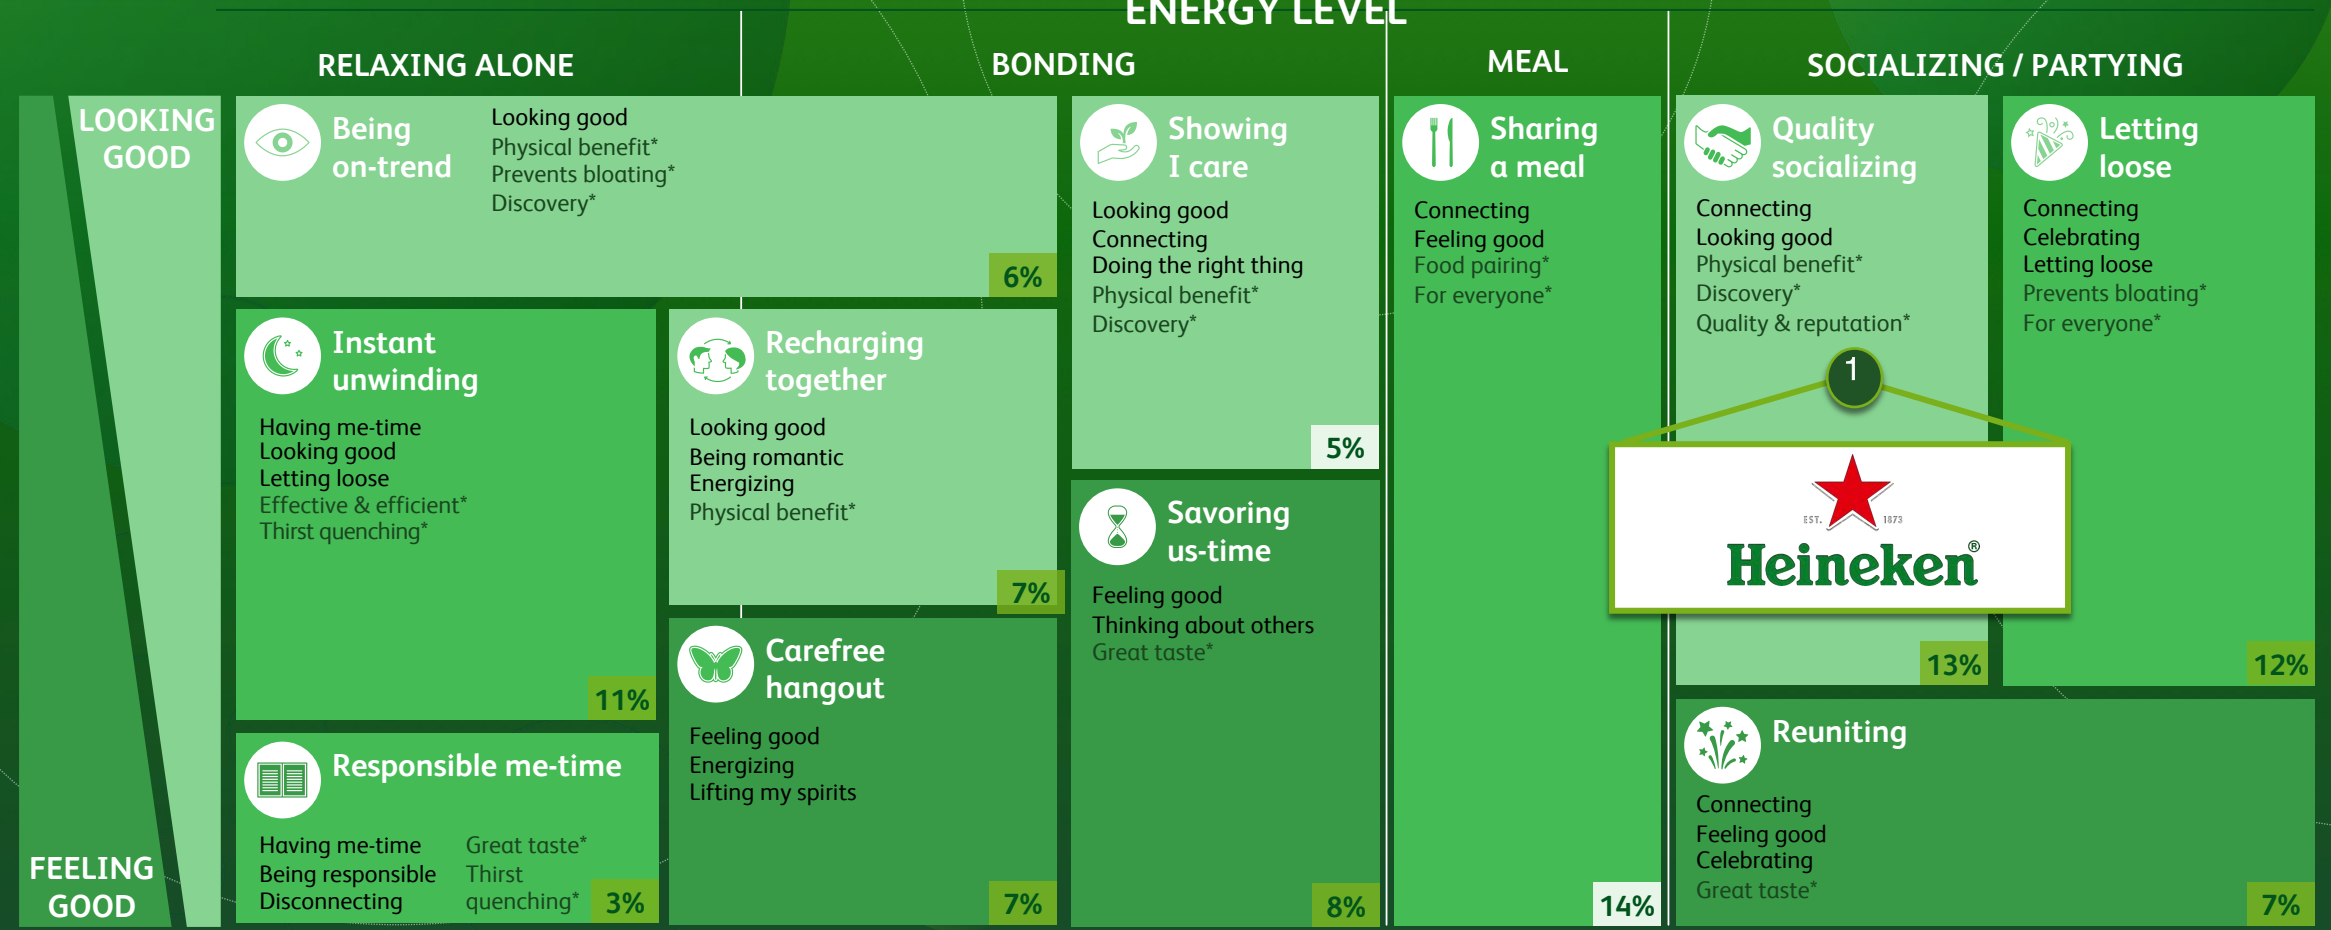 ENERGY LEVEL
RELAXING ALONE
BONDING
MEAL
SOCIALIZING / PARTYING
LOOKING
GOOD
FEELING
GOOD
Being
on-trend
Looking good
Physical benefit*
Prevents bloating*
Discovery*
6%
Showing
I care
Looking good
Connecting
Doing the right thing
Physical benefit*
Discovery*
5%
Sharing
a meal
Connecting
Feeling good
Food pairing*
For everyone*
14%
Quality
socializing
Connecting
Looking good
Physical benefit*
Discovery*
Quality & reputation*
13%
Letting
loose
Connecting
Celebrating
Letting loose
Prevents bloating*
For everyone*
12%
1
EST. 1873
Heineken®
Instant
unwinding
Having me-time
Looking good
Letting loose
Effective & efficient*
Thirst quenching*
11%
Recharging
together
Looking good
Being romantic
Energizing
Physical benefit*
7%
Savoring
us-time
Feeling good
Thinking about others
Great taste*
8%
Carefree
hangout
Feeling good
Energizing
Lifting my spirits
7%
Responsible me-time
Having me-time
Being responsible
Disconnecting
Great taste*
Thirst
quenching*
3%
Reuniting
Connecting
Feeling good
Celebrating
Great taste*
7%